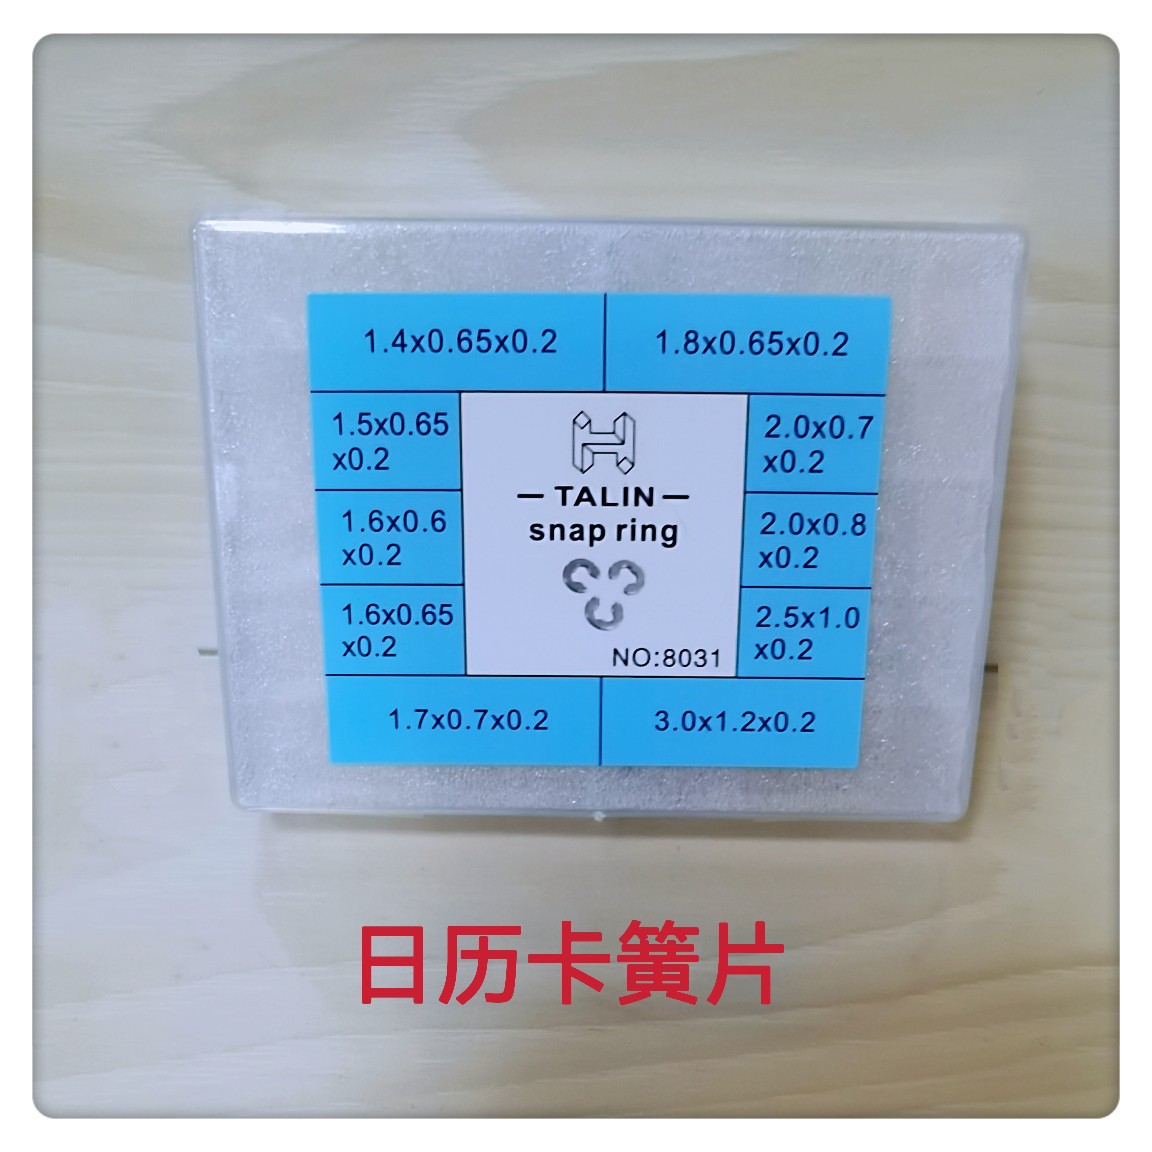 1.4x0.65x0.2
1.8x0.65x0.2
1.5x0.65
x0.2
1.6x0.6
x0.2
1.6x0.65
x0.2
TALIN
snap ring
NO:8031
2.0x0.7
x0.2
2.0x0.8
x0.2
2.5x1.0
x0.2
1.7x0.7x0.2
3.0x1.2x0.2
日历卡簧片